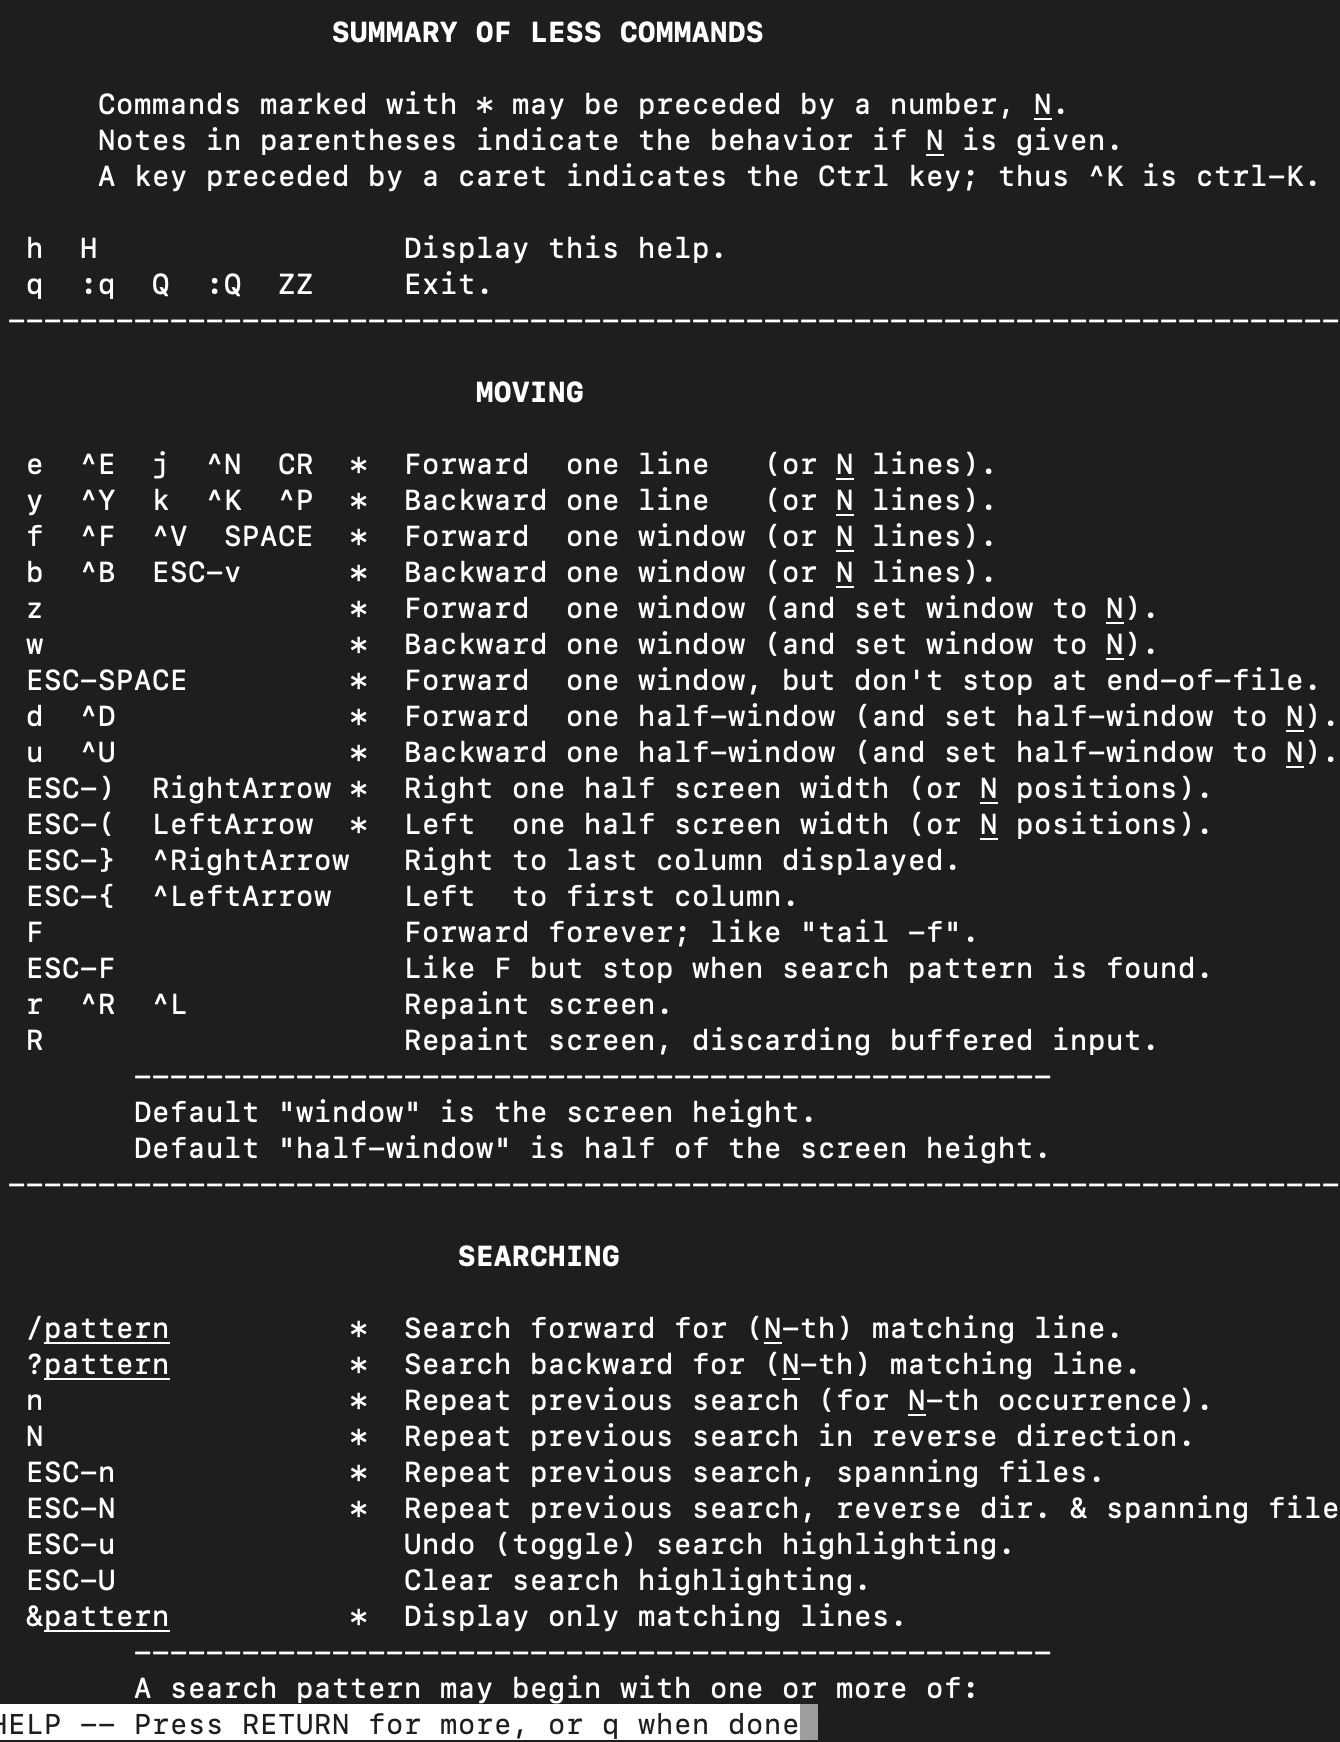 SUMMARY OF LESS COMMANDS
Commands marked with * may be preceded by a number, N.
Notes in parentheses indicate the behavior if N is given.
A key preceded by a caret indicates the Ctrl key; thus ^K is ctrl-K.
h  H                 Display this help.
q  :q  Q  :Q  ZZ     Exit.
--------------------------------------------------------------------------
MOVING
e  ^E  j  ^N  CR  *  Forward  one line   (or N lines).
y  ^Y  k  ^K  ^P  *  Backward one line   (or N lines).
f  ^F  ^V  SPACE  *  Forward  one window (or N lines).
b  ^B  ESC-v      *  Backward one window (or N lines).
z                 *  Forward  one window (and set window to N).
w                 *  Backward one window (and set window to N).
ESC-SPACE         *  Forward  one window, but don't stop at end-of-file.
d  ^D             *  Forward  one half-window (and set half-window to N).
u  ^U             *  Backward one half-window (and set half-window to N).
ESC-)  RightArrow *  Right one half screen width (or N positions).
ESC-(  LeftArrow  *  Left  one half screen width (or N positions).
ESC-}  ^RightArrow   Right to last column displayed.
ESC-{  ^LeftArrow    Left  to first column.
F                    Forward forever; like "tail -f".
ESC-F                Like F but stop when search pattern is found.
r  ^R  ^L            Repaint screen.
R                    Repaint screen, discarding buffered input.
---------------------------------------------------
Default "window" is the screen height.
Default "half-window" is half of the screen height.
--------------------------------------------------------------------------
SEARCHING
/pattern          *  Search forward for (N-th) matching line.
?pattern          *  Search backward for (N-th) matching line.
n                 *  Repeat previous search (for N-th occurrence).
N                 *  Repeat previous search in reverse direction.
ESC-n             *  Repeat previous search, spanning files.
ESC-N             *  Repeat previous search, reverse dir. & spanning file
ESC-u                Undo (toggle) search highlighting.
ESC-U                Clear search highlighting.
&pattern          *  Display only matching lines.
---------------------------------------------------
A search pattern may begin with one or more of:
HELP -- Press RETURN for more, or q when done